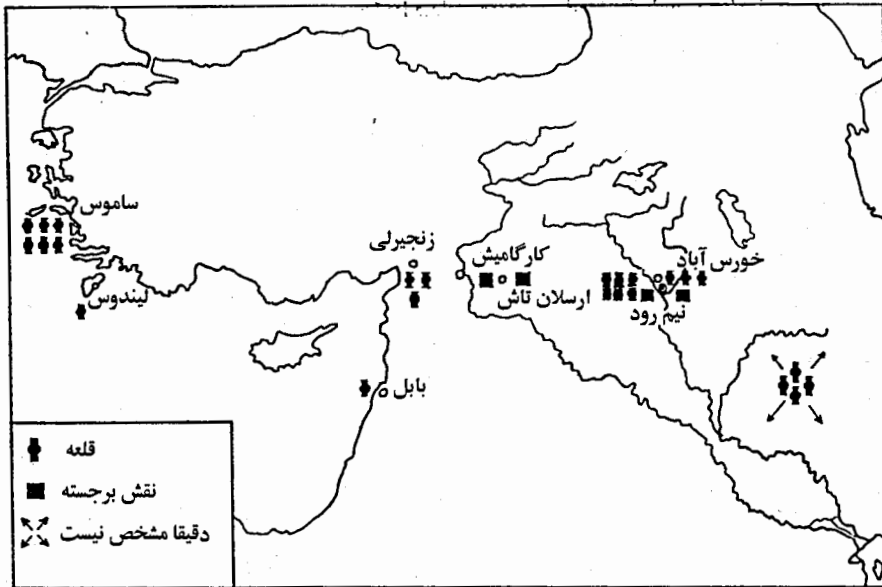 ساموس
لیندوس
زنجیرلی
کارگامیش
ارسلان تاش
خورس آباد
نیم رود
بابل
قلعه
نقش برجسته
دقیقا مشخص نیست